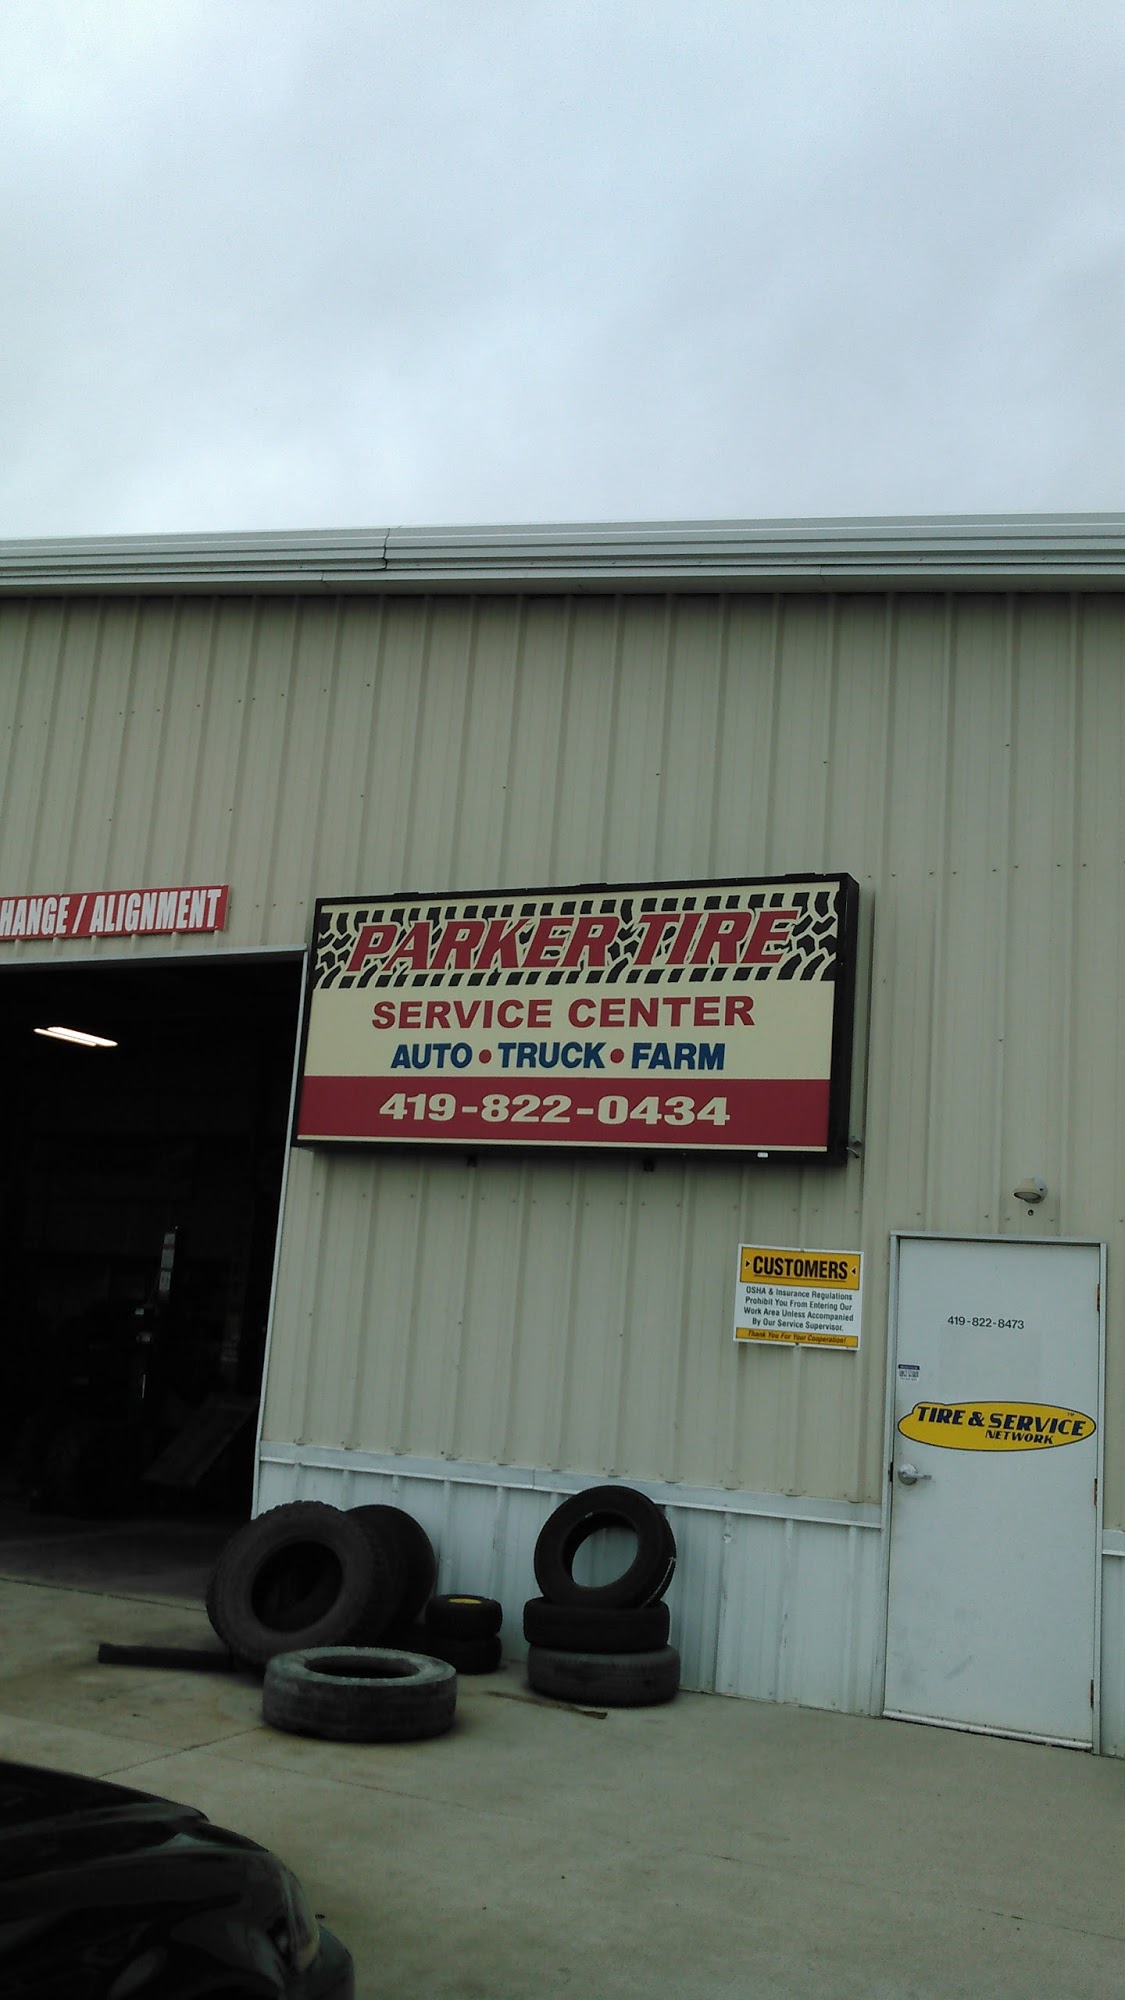 HANGE / ALIGNMENT
PARKER TIRE
SERVICE CENTER
AUTO • TRUCK • FARM
419-822-0434
CUSTOMERS
OSHA & Insurance Regulations
Prohibit You From Entering Our
Work Area Unless Accompanied
By Our Service Supervisor.
Thank You For Your Cooperation!
419-822-8473
TIRE & SERVICE
NETWORK